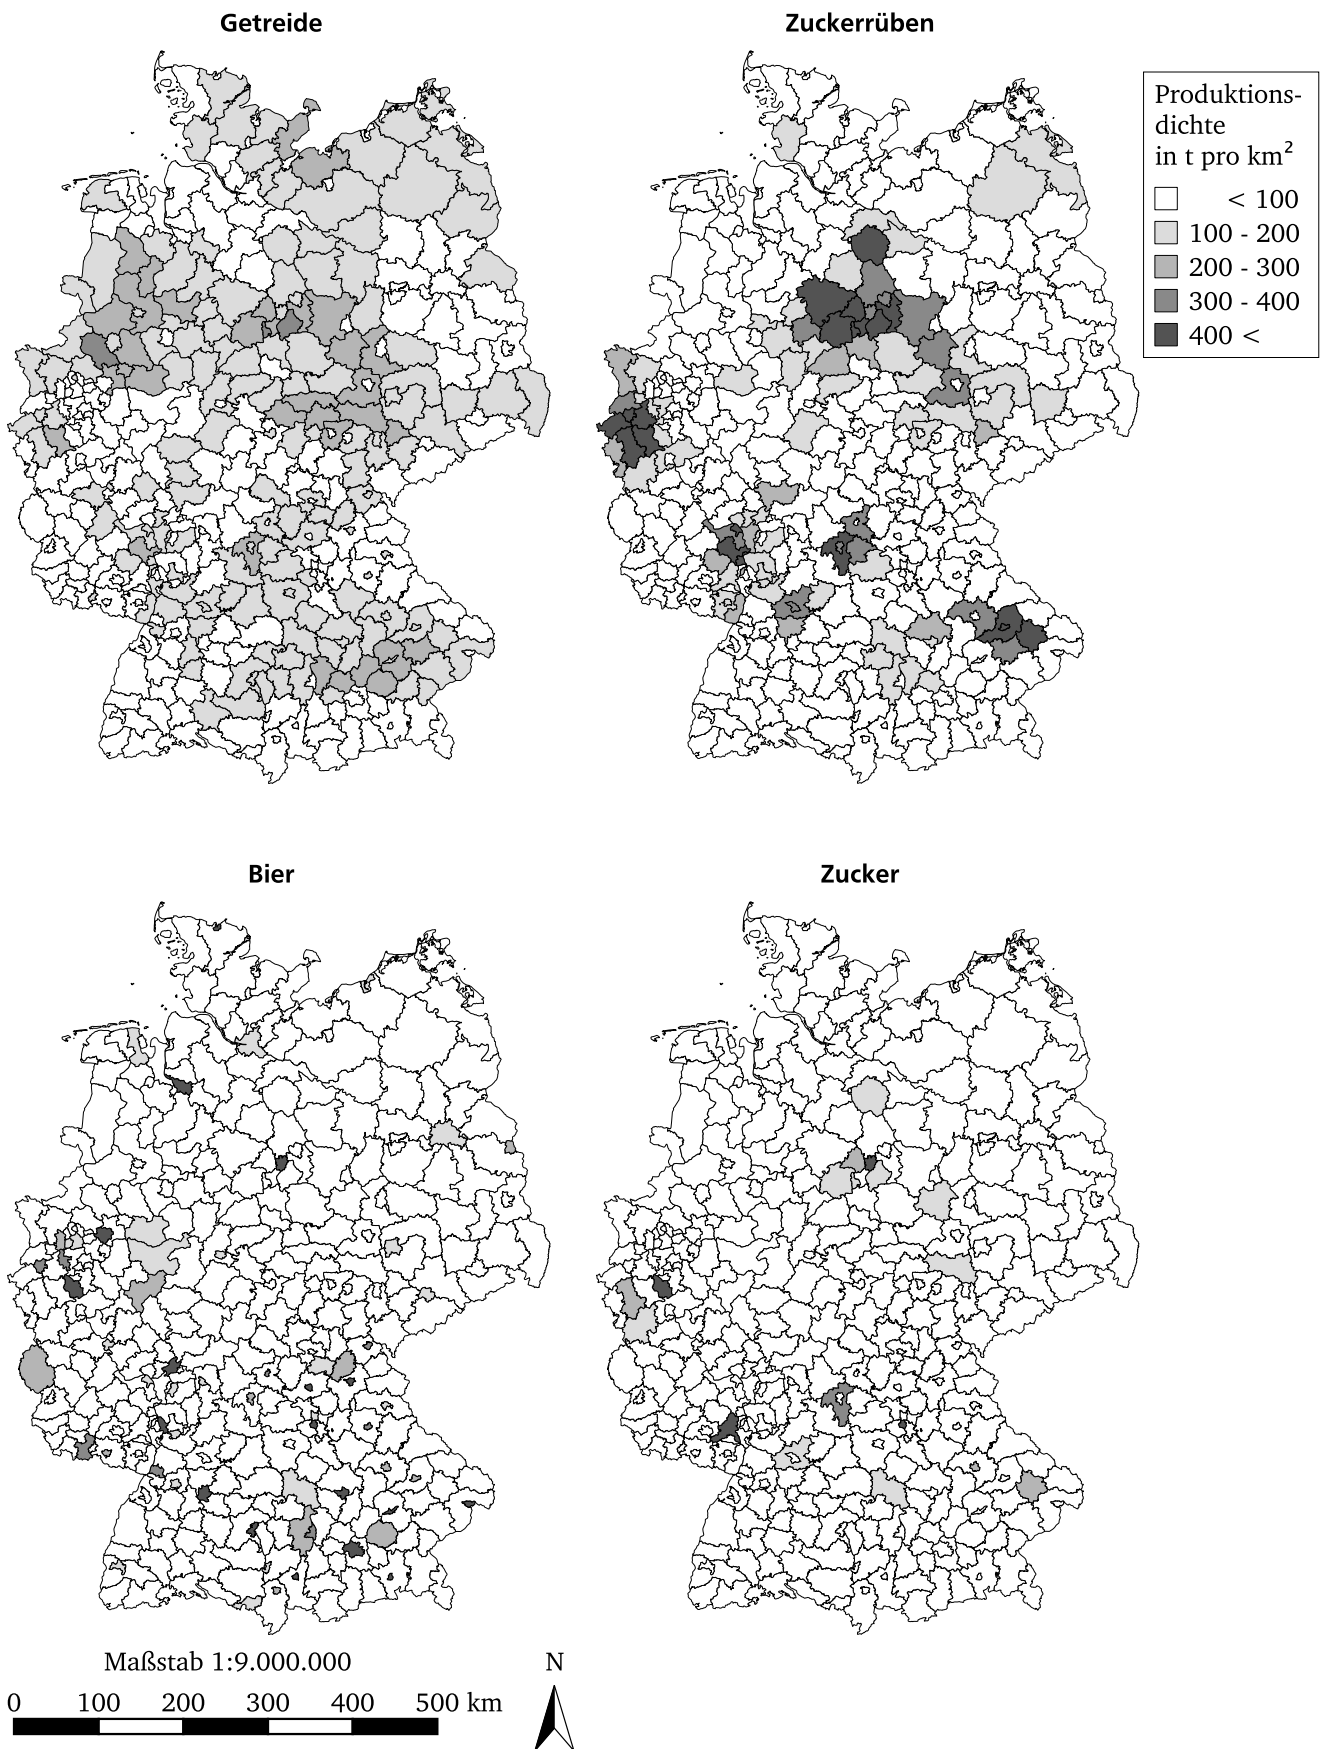 Getreide
Zuckerrüben
Produktions-
dichte
in t pro km²
< 100
100 - 200
200 - 300
300 - 400
400 <
Bier
Zucker
Maßstab 1:9.000.000
N
0 100 200 300 400 500 km